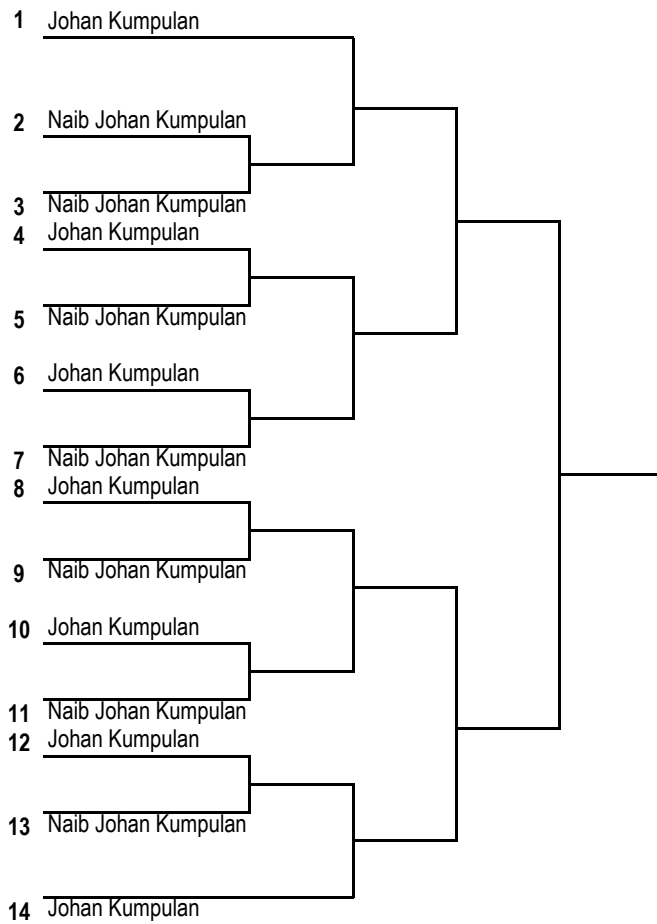 1 Johan Kumpulan
2 Naib Johan Kumpulan
3 Naib Johan Kumpulan
4 Johan Kumpulan
5 Naib Johan Kumpulan
6 Johan Kumpulan
7 Naib Johan Kumpulan
8 Johan Kumpulan
9 Naib Johan Kumpulan
10 Johan Kumpulan
11 Naib Johan Kumpulan
12 Johan Kumpulan
13 Naib Johan Kumpulan
14 Johan Kumpulan